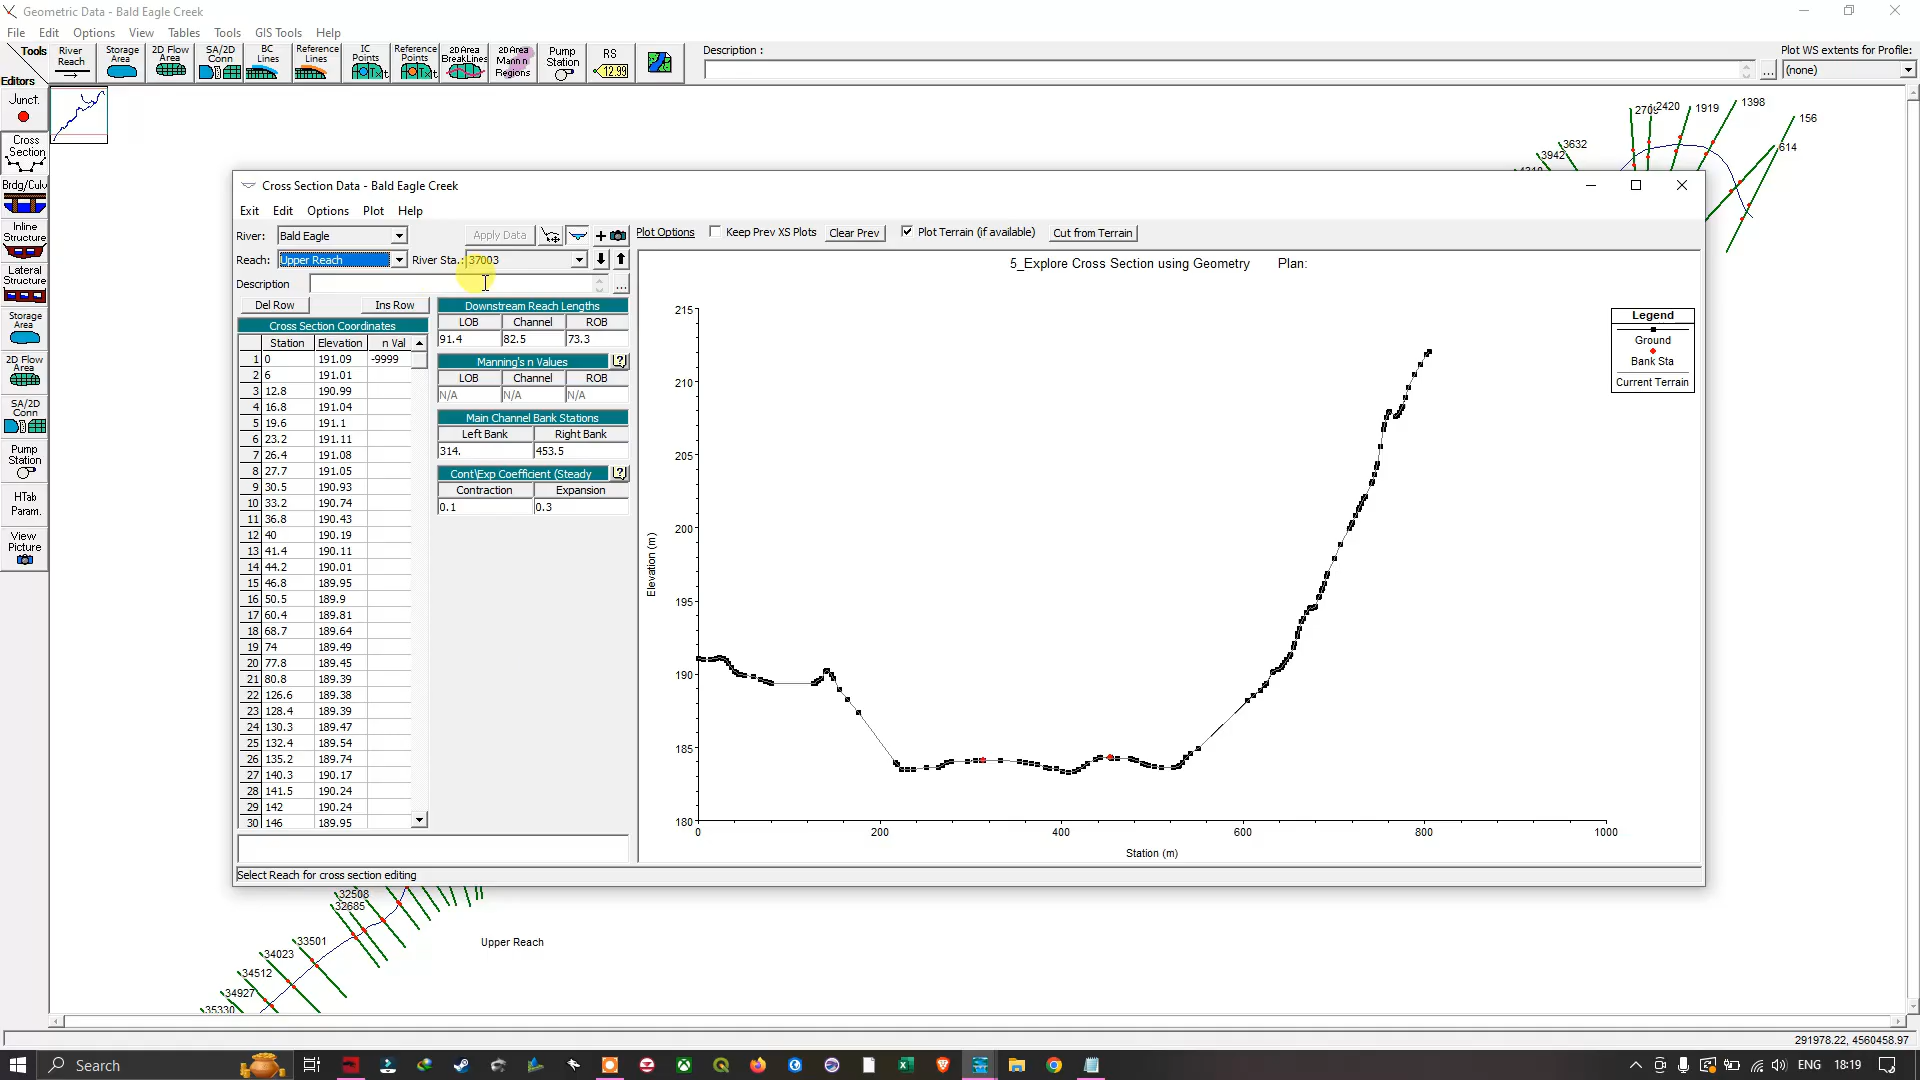 Geometric Data - Bald Eagle Creek
File Edit Options View Tables Tools GIS Tools Help
Tools River Reach Storage Area 2D Flow Area SA/2D Conn BC Lines Reference Lines IC Points Reference Points 2D Area BreakLines 2D Area Mann n Regions Pump Station RS 12.99
Description :
Plot WS extents for Profile:
(none)
Editors
Junct.
Cross Section
Brdg/Culv
Inline Structure
Lateral Structure
Storage Area
2D Flow Area
SA/2D Conn
Pump Station
HTab Param.
View Picture
2420 1919 1398
156
614
3632
3942
Cross Section Data - Bald Eagle Creek
Exit Edit Options Plot Help
River: Bald Eagle Apply Data Plot Options Keep Prev XS Plots Clear Prev Plot Terrain (if available) Cut from Terrain
Reach: Upper Reach River Sta.: 37003
Description ...
Del Row Ins Row
Cross Section Coordinates
Station Elevation n Val
1 0 191.09 -9999
2 6 191.01
3 12.8 190.99
4 16.8 191.04
5 19.6 191.1
6 23.2 191.11
7 26.4 191.08
8 27.7 191.05
9 30.5 190.93
10 33.2 190.74
11 36.8 190.43
12 40 190.19
13 41.4 190.11
14 44.2 190.01
15 46.8 189.95
16 50.5 189.9
17 60.4 189.81
18 68.7 189.64
19 74 189.49
20 77.8 189.45
21 80.8 189.39
22 126.6 189.38
23 128.4 189.39
24 130.3 189.47
25 132.4 189.54
26 135.2 189.74
27 140.3 190.17
28 141.5 190.24
29 142 190.24
30 146 189.95
Downstream Reach Lengths
LOB Channel ROB
91.4 82.5 73.3
Manning's n Values
LOB Channel ROB
N/A N/A N/A
Main Channel Bank Stations
Left Bank Right Bank
314. 453.5
Cont\Exp Coefficient (Steady
Contraction Expansion
0.1 0.3
5_Explore Cross Section using Geometry Plan:
Legend
Ground
Bank Sta
Current Terrain
215
210
205
200
195
190
185
180
Elevation (m)
0 200 400 600 800 1000
Station (m)
Select Reach for cross section editing
32508
32685
33501
34023
34512
34927
35330
Upper Reach
291978.22, 4560458.97
Search
ENG 18:19